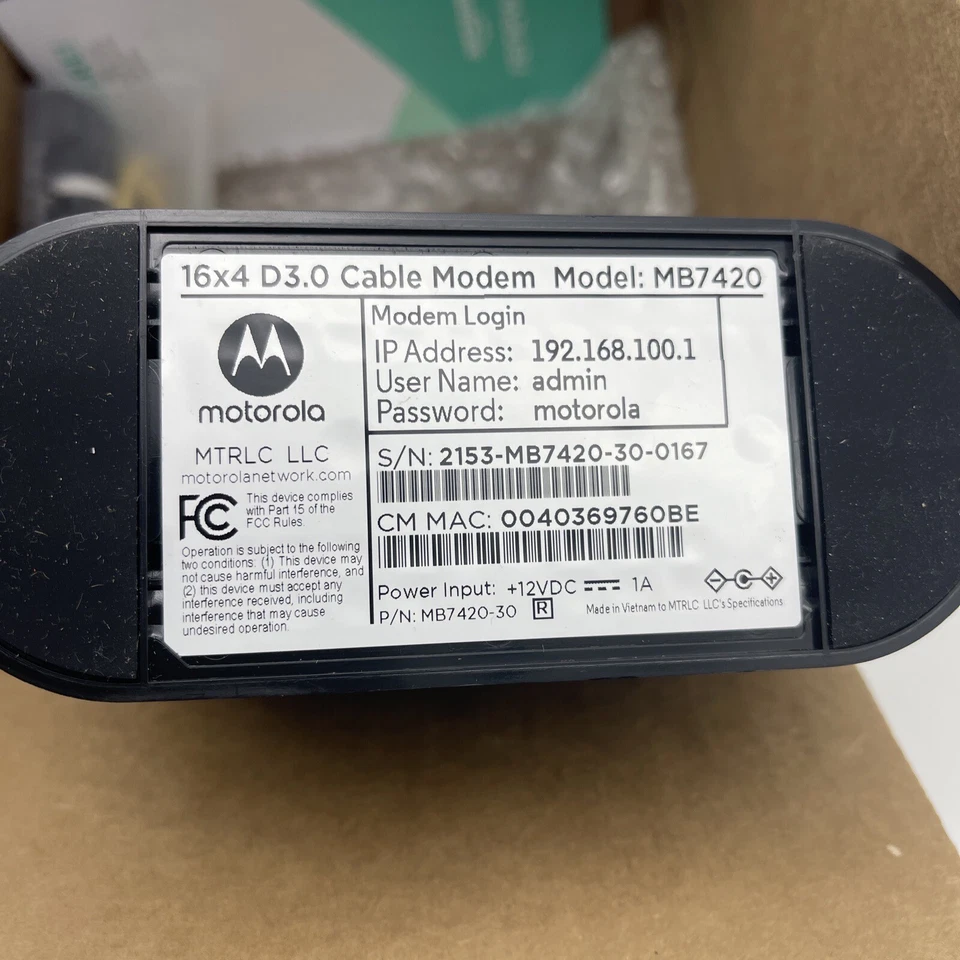 16x4 D3.0 Cable Modem Model: MB7420
motorola
MTRLC LLC
motorolanetwork.com
FC
This device complies
with Part 15 of the
FCC Rules.
Operation is subject to the following
two conditions: (1) This device may
not cause harmful interference, and
(2) this device must accept any
interference received, including
interference that may cause
undesired operation.
Modem Login
IP Address: 192.168.100.1
User Name: admin
Password: motorola
S/N: 2153-MB7420-30-0167
CM MAC: 0040369760BE
Power Input: +12VDC 1A
P/N: MB7420-30 R
Made in Vietnam to MTRLC LLC's Specifications